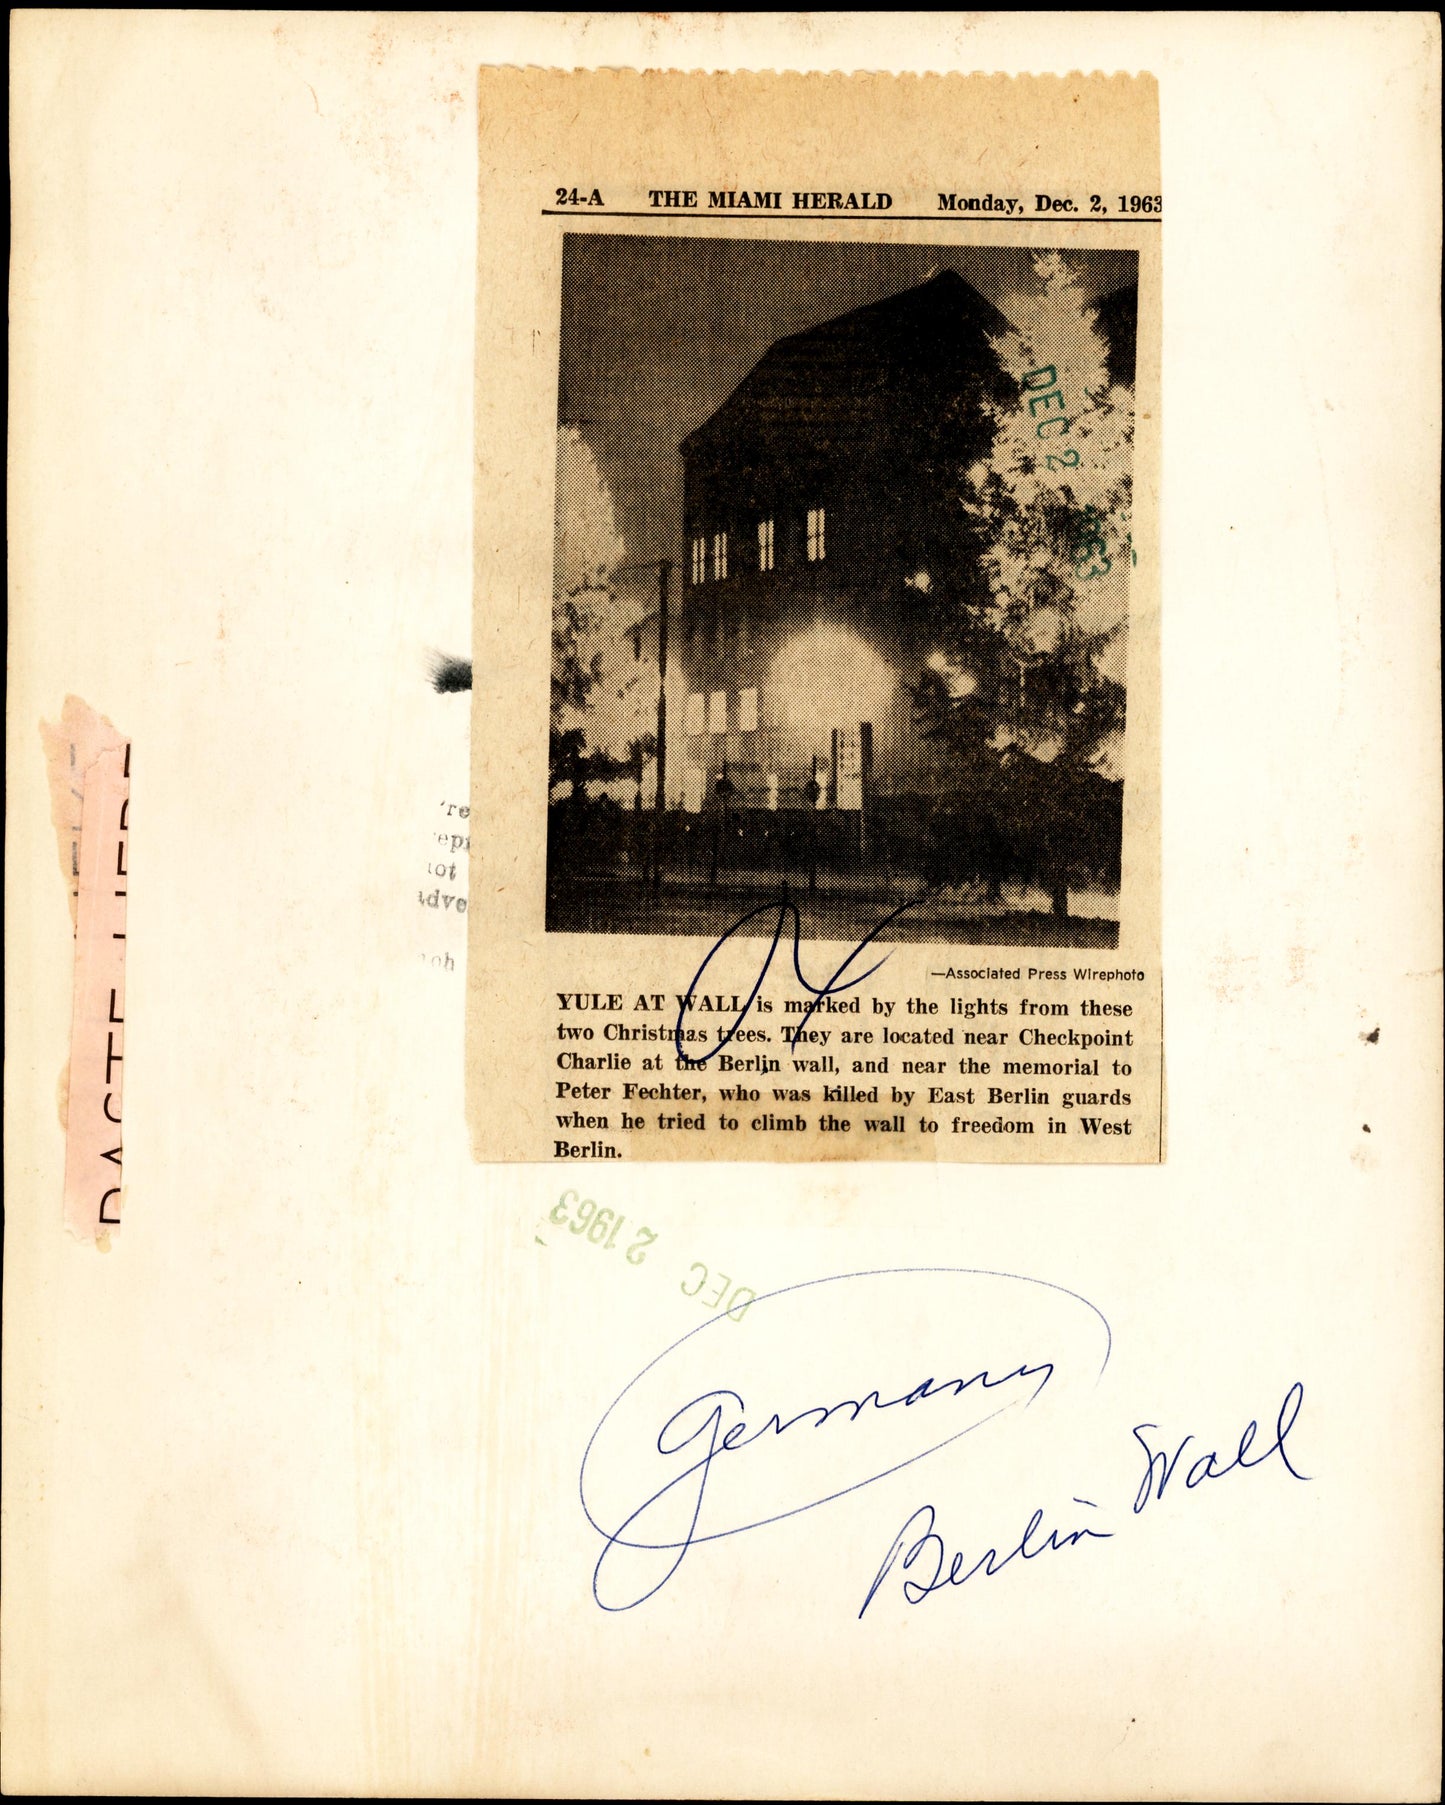 24-A THE MIAMI HERALD Monday, Dec. 2, 1963
DEC 2 1963
—Associated Press Wirephoto
YULE AT WALL is marked by the lights from these
two Christmas trees. They are located near Checkpoint
Charlie at the Berlin wall, and near the memorial to
Peter Fechter, who was killed by East Berlin guards
when he tried to climb the wall to freedom in West
Berlin.
DEC 2 1963
Germany
Berlin Wall